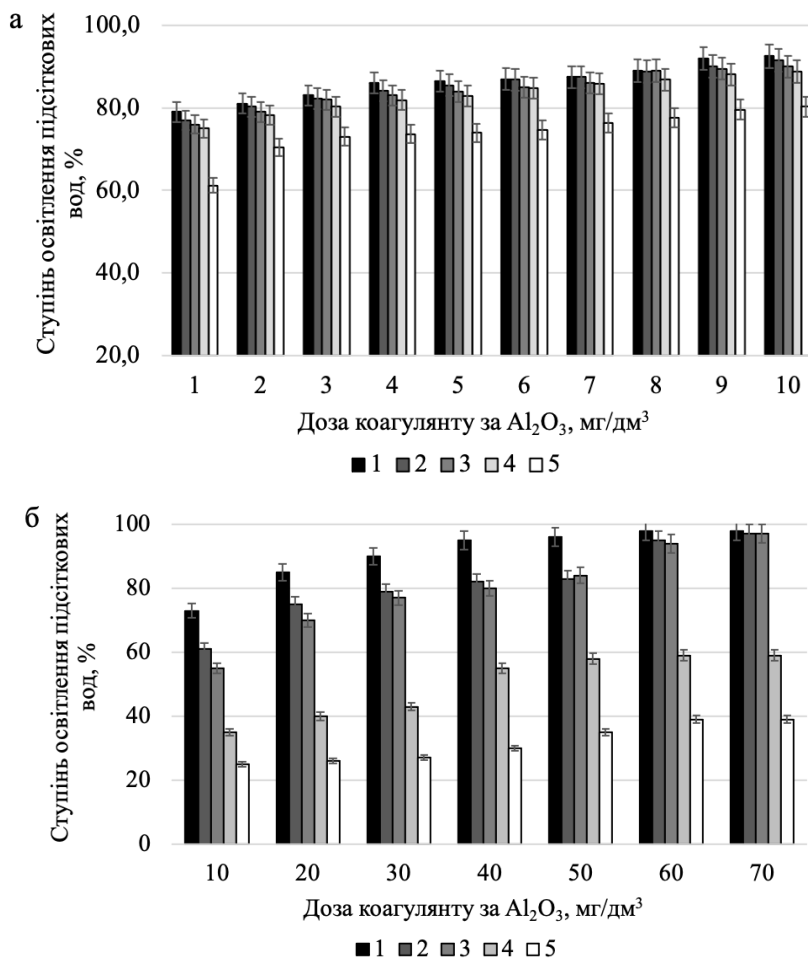 а
Ступінь освітлення підсіткових
вод, %
100,0
80,0
60,0
40,0
20,0
1 2 3 4 5 6 7 8 9 10
Доза коагулянту за Al₂O₃, мг/дм³
1 2 3 4 5
б
Ступінь освітлення підсіткових
вод, %
100
80
60
40
20
0
10 20 30 40 50 60 70
Доза коагулянту за Al₂O₃, мг/дм³
1 2 3 4 5